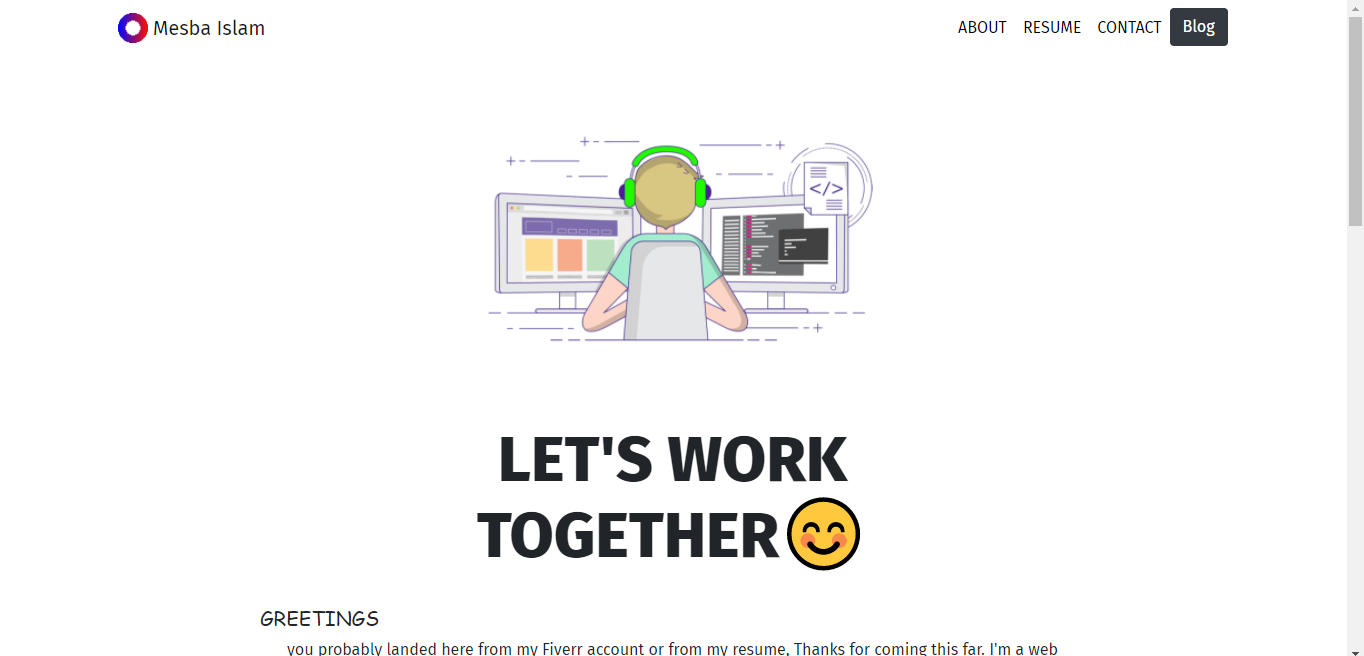 Mesba Islam
ABOUT RESUME CONTACT Blog
</>
LET'S WORK
TOGETHER😊
GREETINGS
you probably landed here from my Fiverr account or from my resume, Thanks for coming this far. I'm a web